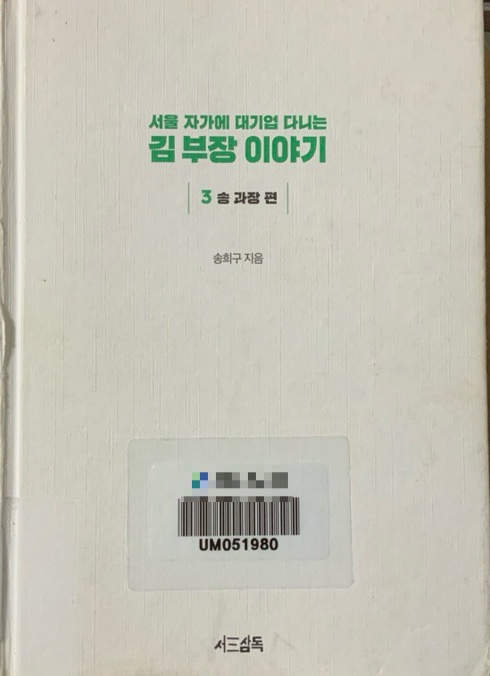 서울 자가에 대기업 다니는
김 부장 이야기
3 송 과장 편
송희구 지음
UM051980
서삼독